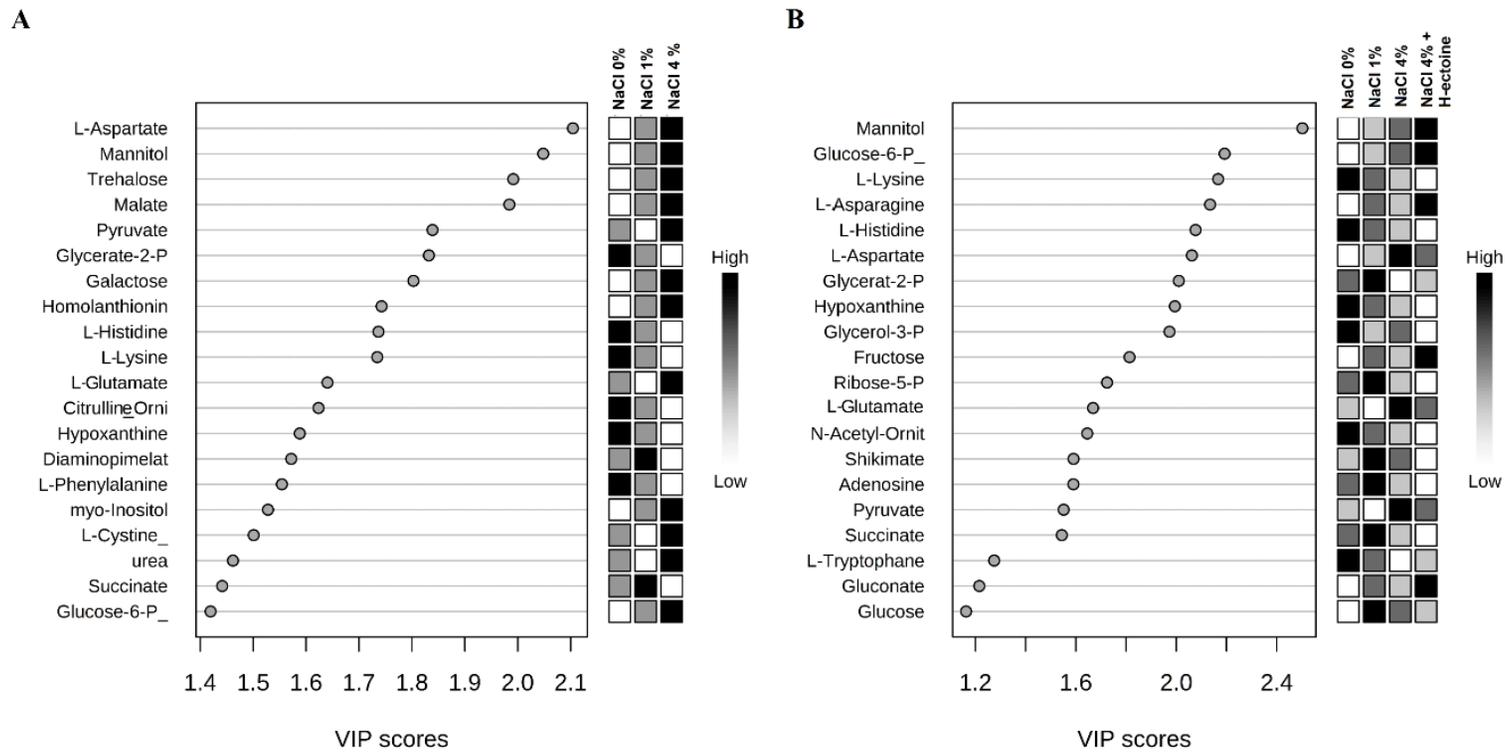 A
NaCl 0%
NaCl 1%
NaCl 4 %
L-Aspartate
Mannitol
Trehalose
Malate
Pyruvate
Glycerate-2-P
Galactose
Homolanthionin
L-Histidine
L-Lysine
L-Glutamate
Citrulline_Orni
Hypoxanthine
Diaminopimelat
L-Phenylalanine
myo-Inositol
L-Cystine_
urea
Succinate
Glucose-6-P_
High
Low
1.4 1.5 1.6 1.7 1.8 1.9 2.0 2.1
VIP scores
B
NaCl 0%
NaCl 1%
NaCl 4%
NaCl 4% +
H-ectoine
Mannitol
Glucose-6-P_
L-Lysine
L-Asparagine
L-Histidine
L-Aspartate
Glycerat-2-P
Hypoxanthine
Glycerol-3-P
Fructose
Ribose-5-P
L-Glutamate
N-Acetyl-Ornit
Shikimate
Adenosine
Pyruvate
Succinate
L-Tryptophane
Gluconate
Glucose
High
Low
1.2 1.6 2.0 2.4
VIP scores